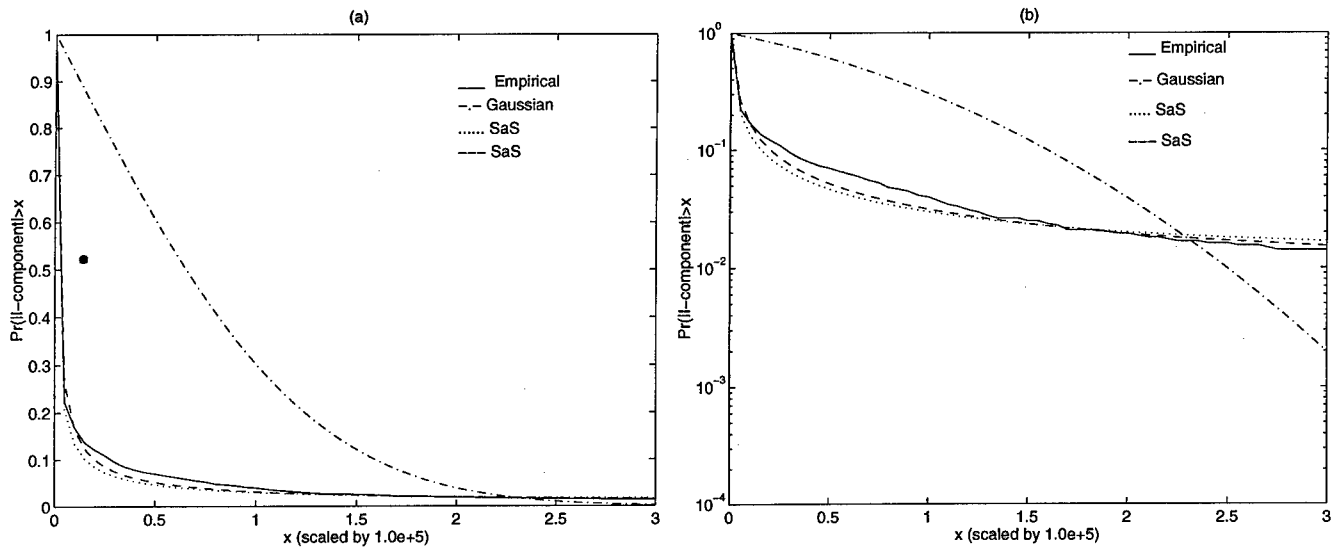 (a)
1
0.9
0.8
0.7
0.6
0.5
0.4
0.3
0.2
0.1
0
0
0.5
1
1.5
2
2.5
3
Pr(|I-component|>x
x (scaled by 1.0e+5)
Empirical
Gaussian
SaS
SaS
(b)
10^0
10^-1
10^-2
10^-3
10^-4
0
0.5
1
1.5
2
2.5
3
Pr(|I-component|>x
x (scaled by 1.0e+5)
Empirical
Gaussian
SaS
SaS